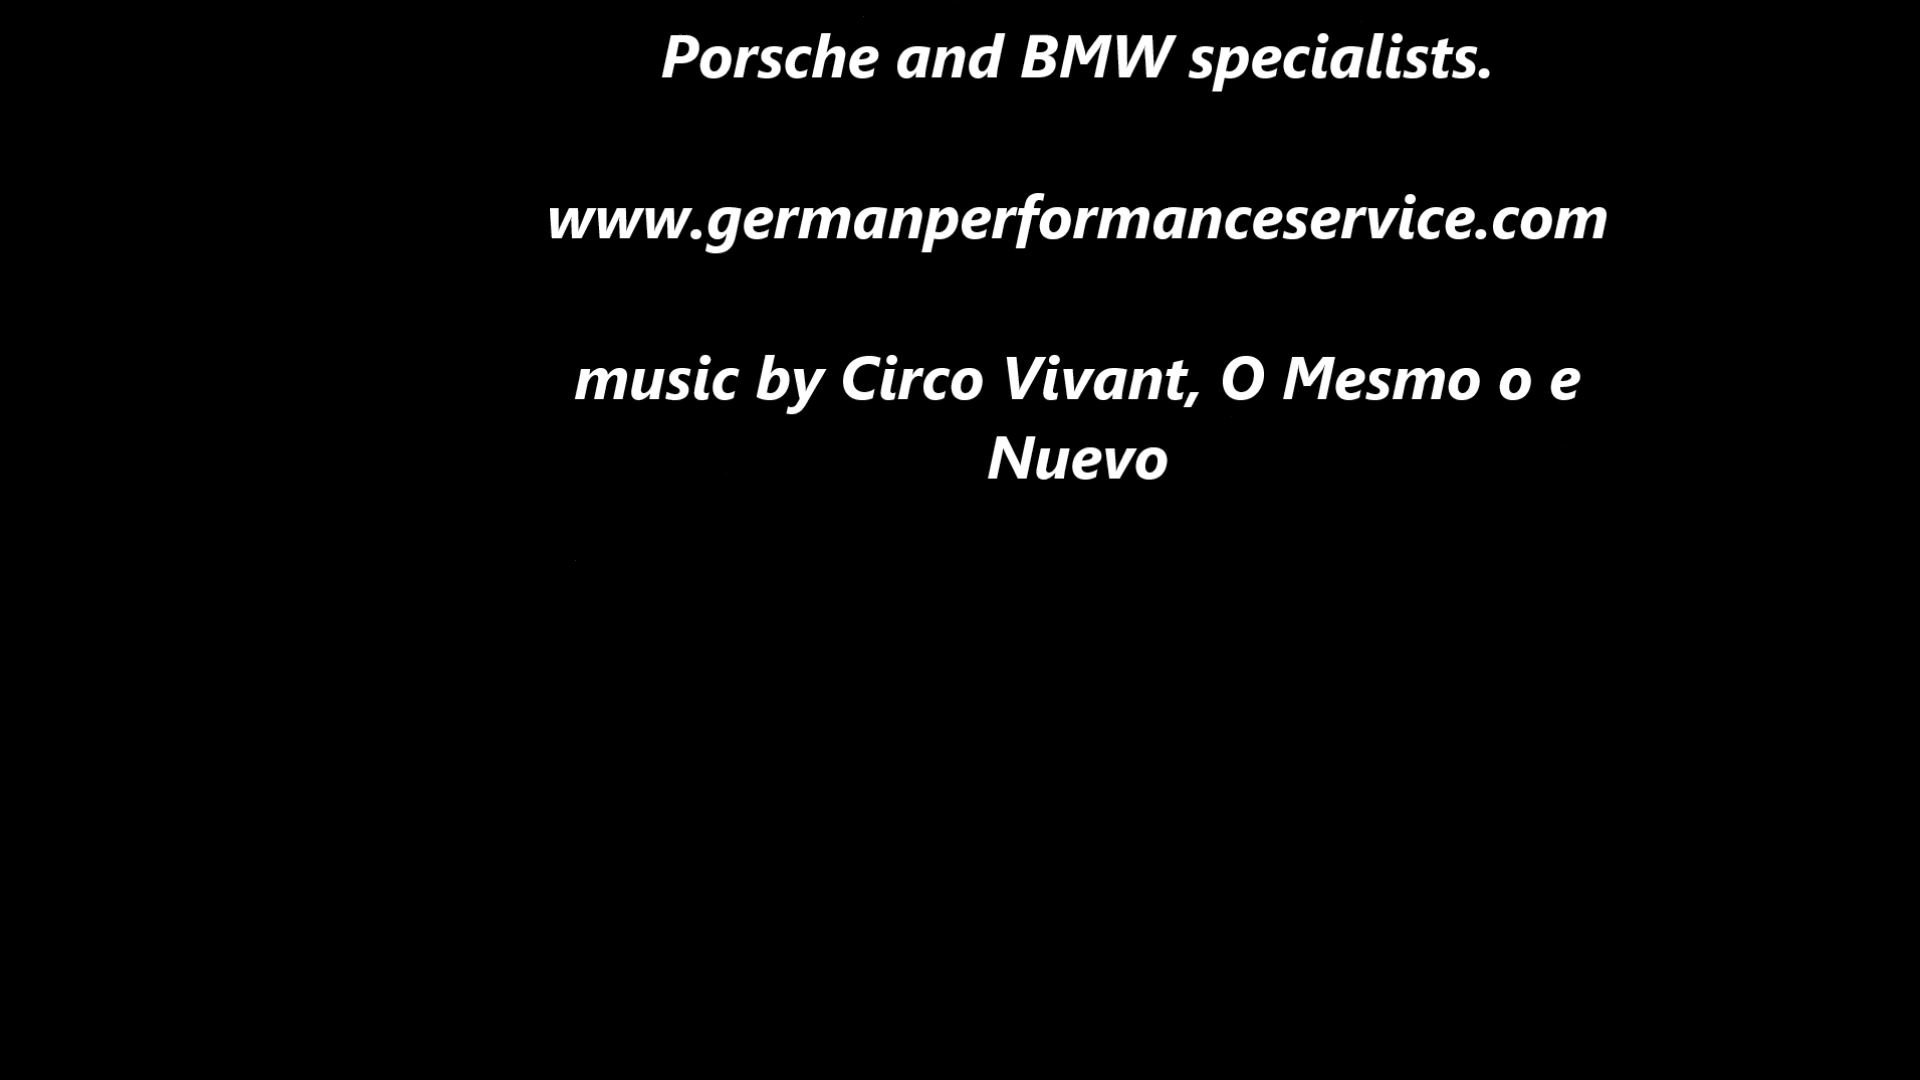 Porsche and BMW specialists.
www.germanperformanceservice.com
music by Circo Vivant, O Mesmo o e
Nuevo